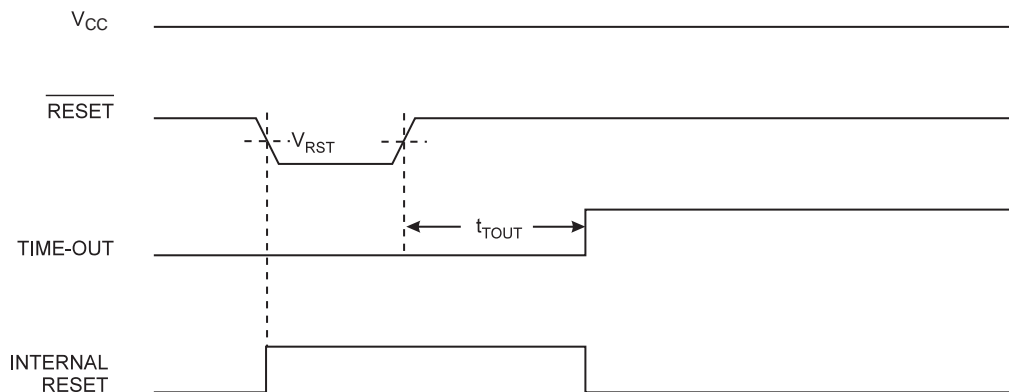 VCC
RESET
VRST
tTOUT
TIME-OUT
INTERNAL
RESET